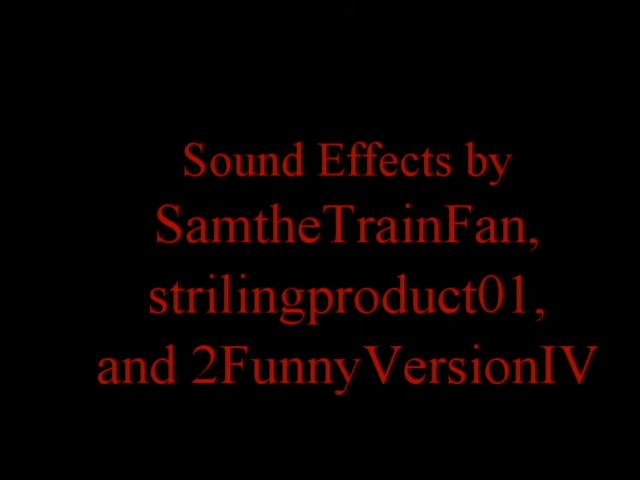 Sound Effects by
SamtheTrainFan,
strilingproduct01,
and 2FunnyVersionIV